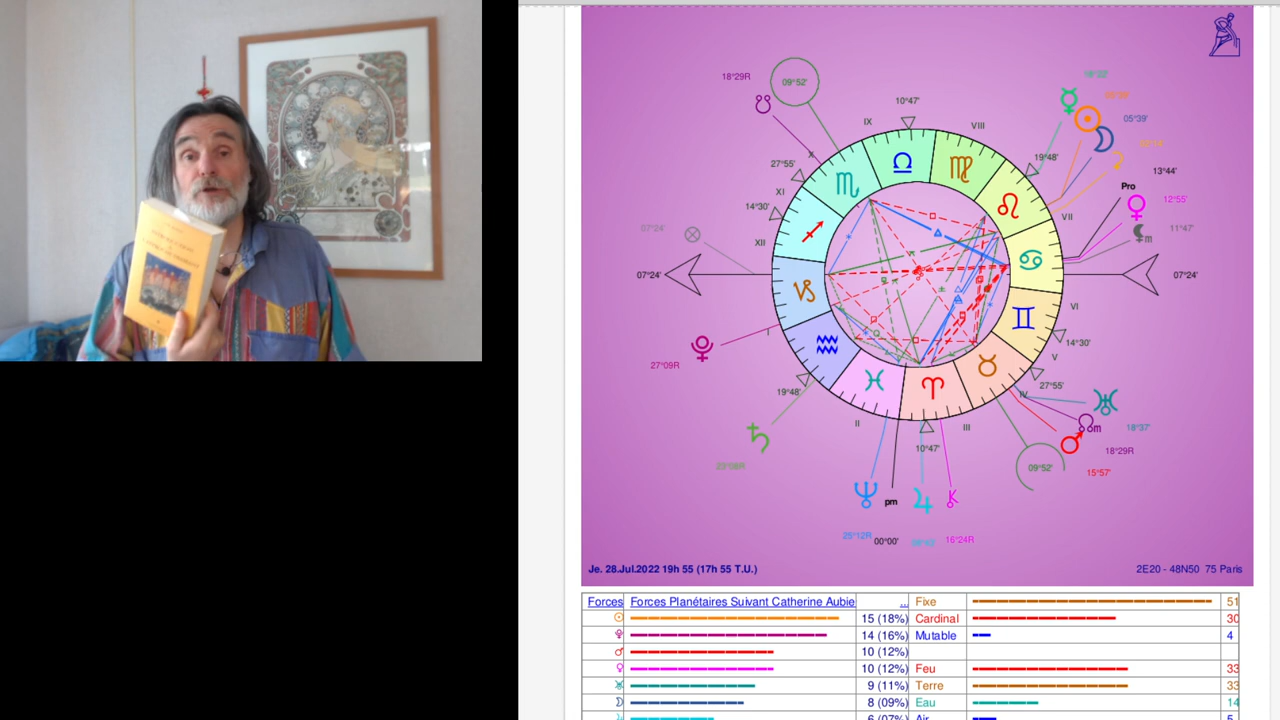 18°29R
09°52'
10°47'
05°39'
IX
VIII
X
27°55'
19°48'
13°44'
XI
Pro
14°30'
12°55'
VII
07°24'
XII
11°47'
m
07°24'
07°24'
VI
I
14°30'
27°09R
V
27°55'
19°48'
IV
m
18°37'
II
III
10°47'
09°52'
18°29R
15°57'
pm
25°12R
00°00'
16°24R
Je. 28.Jul.2022 19h 55 (17h 55 T.U.)
2E20 - 48N50 75 Paris
Forces Forces Planétaires Suivant Catherine Aubie ... Fixe 51
15 (18%) Cardinal 30
14 (16%) Mutable 4
10 (12%)
10 (12%) Feu 33
9 (11%) Terre 33
8 (09%) Eau 14
6 (07%) Air 5